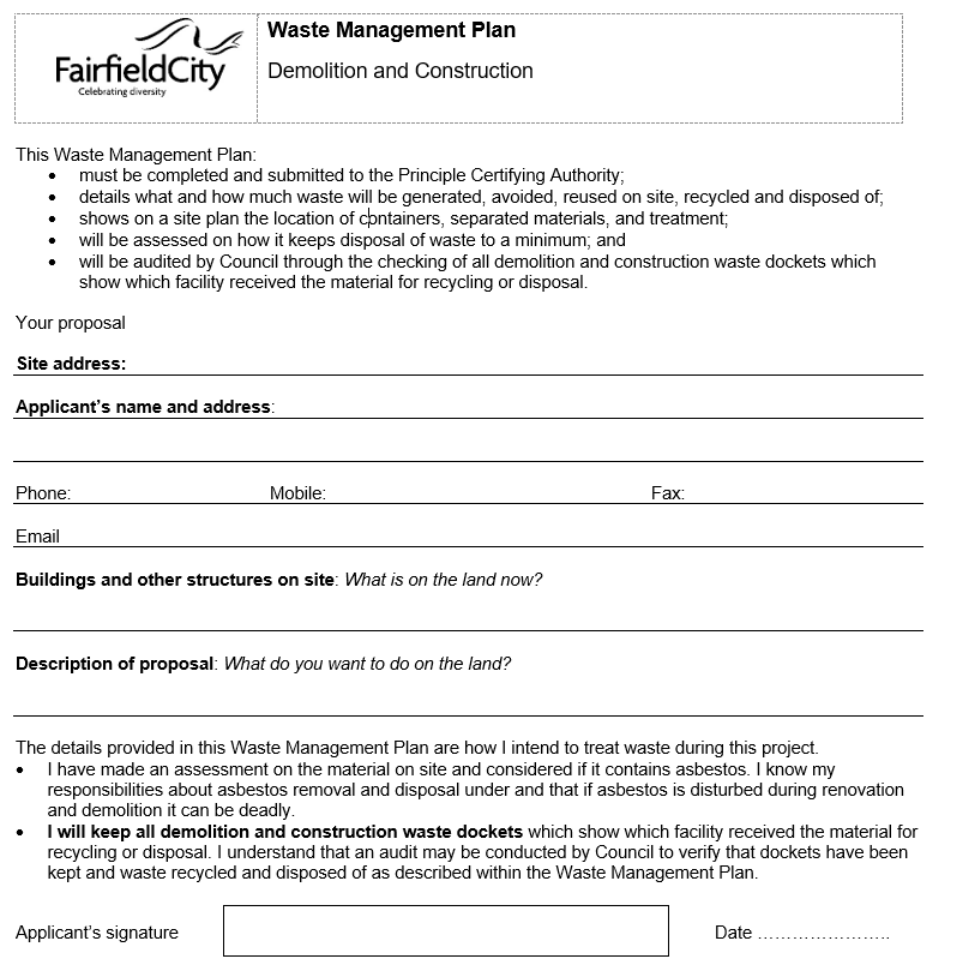 FairfieldCity
Celebrating diversity
Waste Management Plan
Demolition and Construction
This Waste Management Plan:
• must be completed and submitted to the Principle Certifying Authority;
• details what and how much waste will be generated, avoided, reused on site, recycled and disposed of;
• shows on a site plan the location of containers, separated materials, and treatment;
• will be assessed on how it keeps disposal of waste to a minimum; and
• will be audited by Council through the checking of all demolition and construction waste dockets which
show which facility received the material for recycling or disposal.
Your proposal
Site address:
Applicant's name and address:
Phone: Mobile: Fax:
Email
Buildings and other structures on site: What is on the land now?
Description of proposal: What do you want to do on the land?
The details provided in this Waste Management Plan are how I intend to treat waste during this project.
• I have made an assessment on the material on site and considered if it contains asbestos. I know my
responsibilities about asbestos removal and disposal under and that if asbestos is disturbed during renovation
and demolition it can be deadly.
• I will keep all demolition and construction waste dockets which show which facility received the material for
recycling or disposal. I understand that an audit may be conducted by Council to verify that dockets have been
kept and waste recycled and disposed of as described within the Waste Management Plan.
Applicant's signature Date …………………..